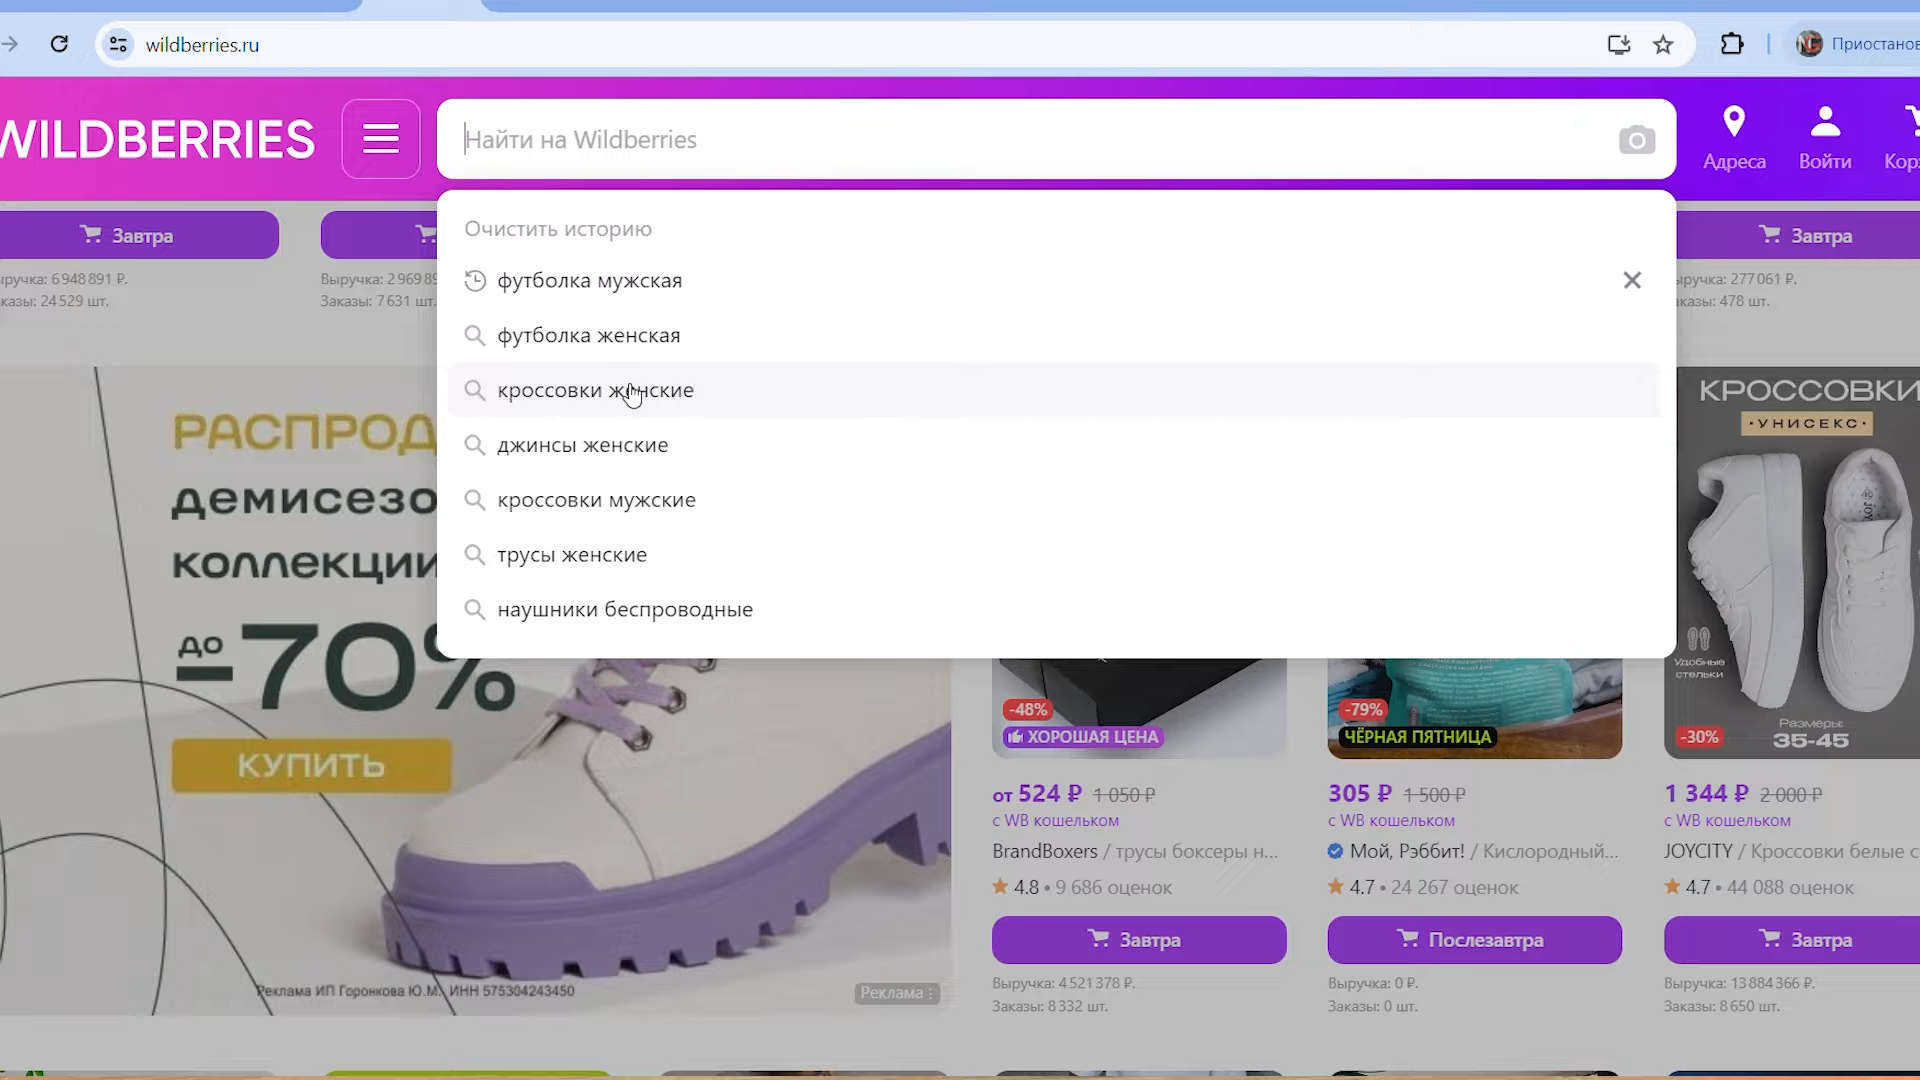 wildberries.ru
Приостанов
WILDBERRIES
Найти на Wildberries
Адреса
Войти
Кор
Очистить историю
футболка мужская
футболка женская
кроссовки женские
джинсы женские
кроссовки мужские
трусы женские
наушники беспроводные
Завтра
Завтра
ыручка: 6 948 891 ₽.
Выручка: 2 969 89
ыручка: 277 061 ₽.
казы: 24 529 шт.
Заказы: 7 631 шт.
казы: 478 шт.
РАСПРОД
демисезо
коллекции
до
-70%
КУПИТЬ
Реклама ИП Горонкова Ю.М., ИНН 575304243450
Реклама
КРОССОВКИ
·УНИСЕКС·
Удобные
стельки
Размеры:
35-45
-48%
ХОРОШАЯ ЦЕНА
-79%
ЧЁРНАЯ ПЯТНИЦА
-30%
от 524 ₽ 1 050 ₽
305 ₽ 1 500 ₽
1 344 ₽ 2 000 ₽
с WB кошельком
с WB кошельком
с WB кошельком
BrandBoxers / трусы боксеры н...
Мой, Рэббит! / Кислородный...
JOYCITY / Кроссовки белые с
4.8 • 9 686 оценок
4.7 • 24 267 оценок
4.7 • 44 088 оценок
Завтра
Послезавтра
Завтра
Выручка: 4 521 378 ₽.
Выручка: 0 ₽.
Выручка: 13 884 366 ₽.
Заказы: 8 332 шт.
Заказы: 0 шт.
Заказы: 8 650 шт.